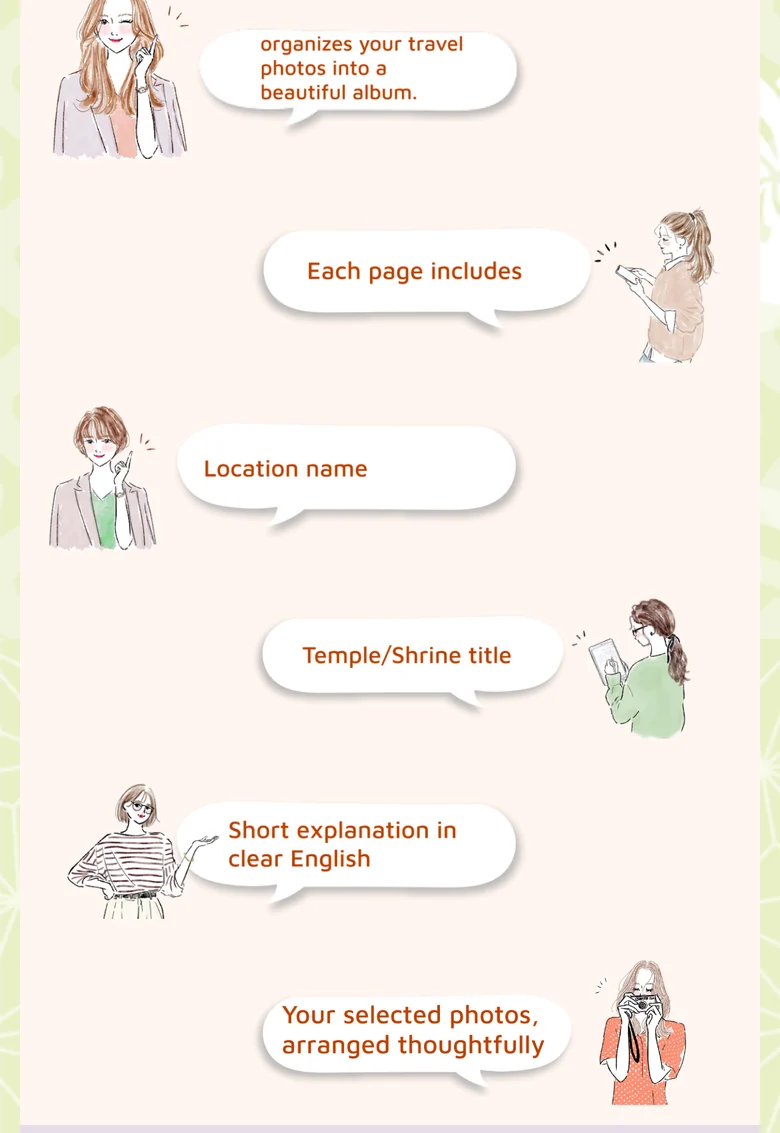 organizes your travel
photos into a
beautiful album.
Each page includes
Location name
Temple/Shrine title
Short explanation in
clear English
Your selected photos,
arranged thoughtfully